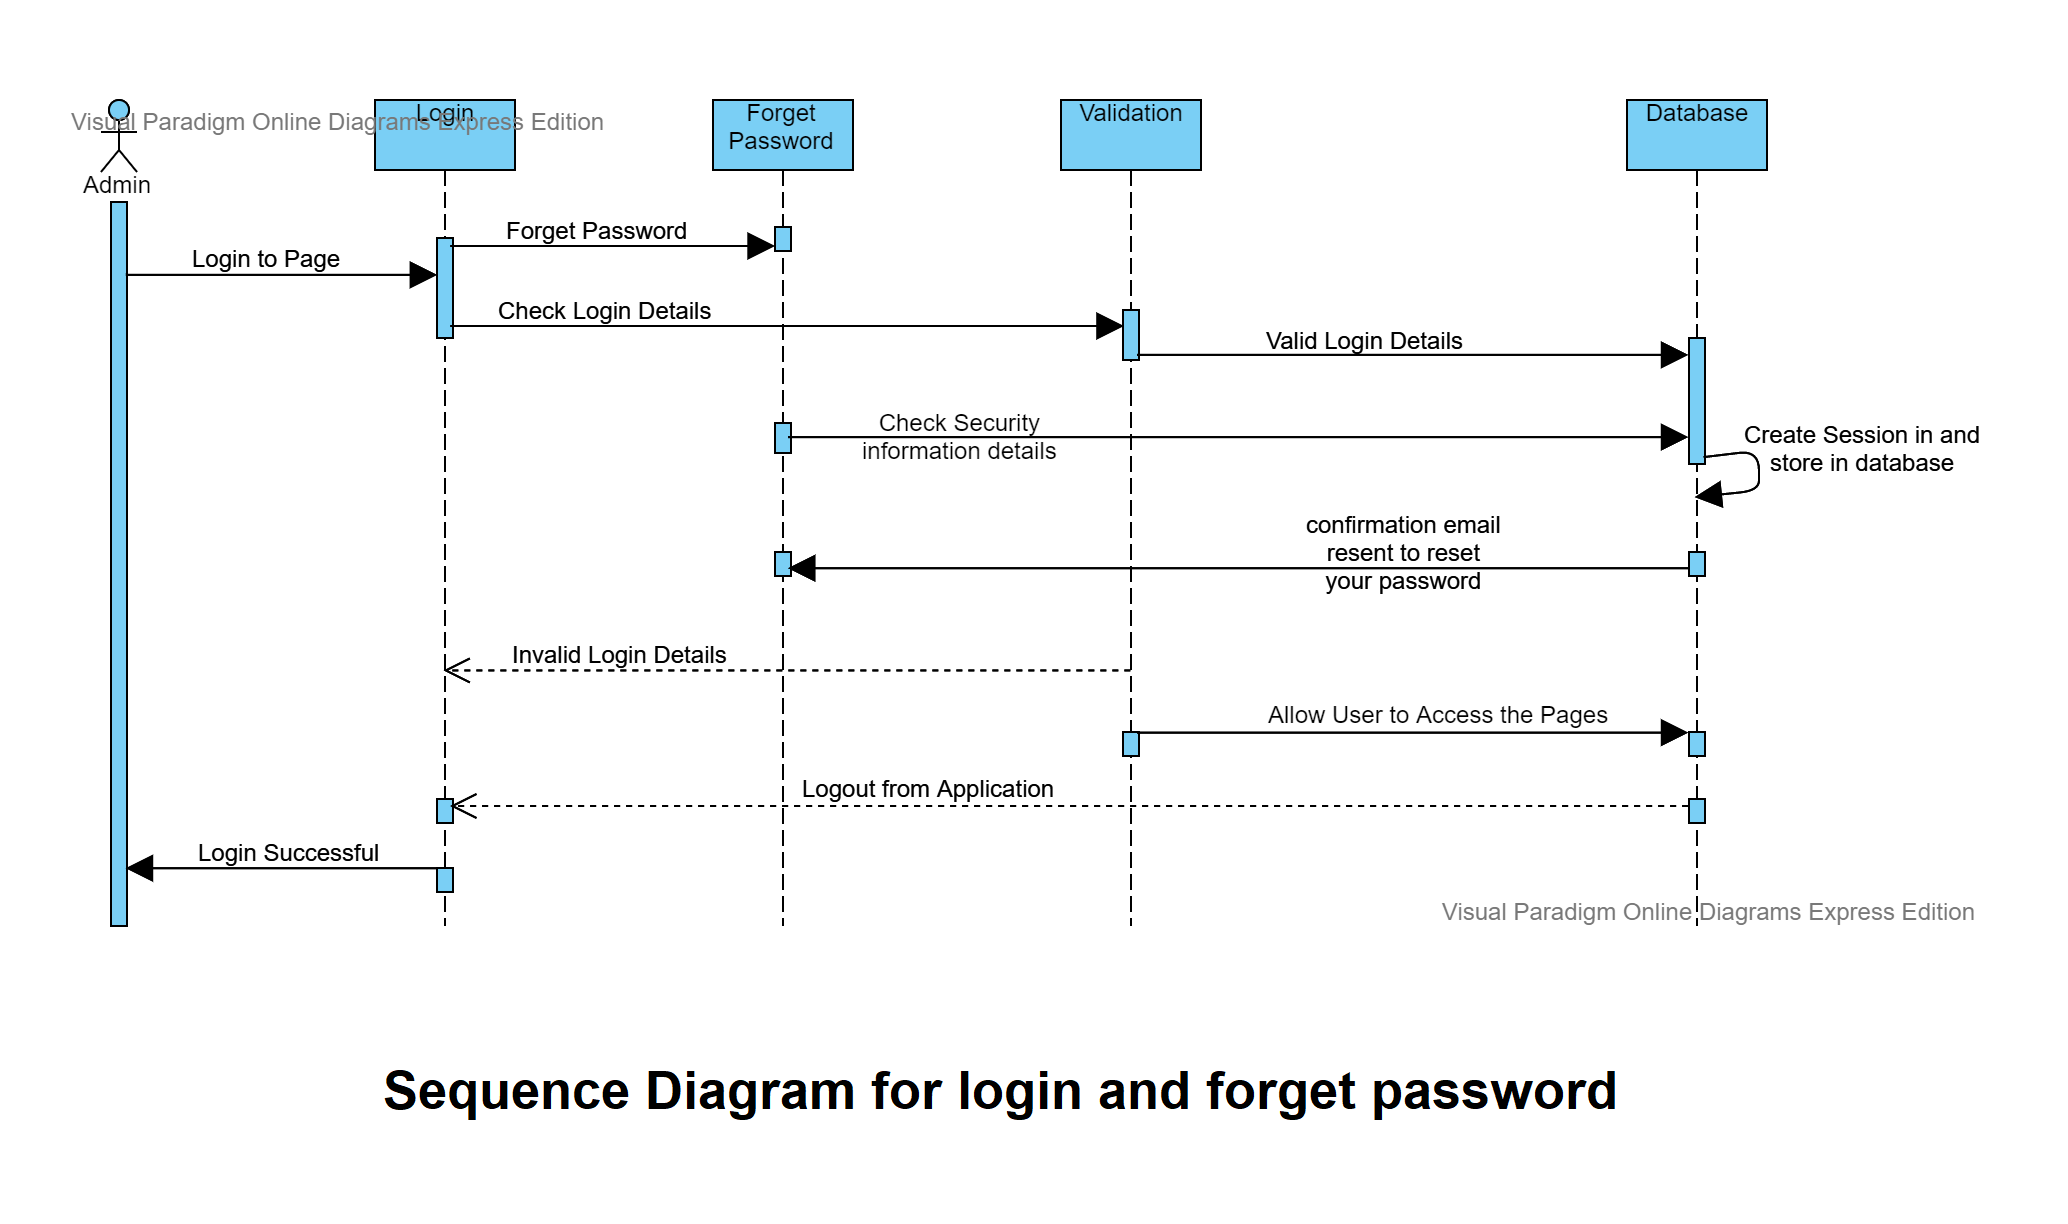 Visual Paradigm Online Diagrams Express Edition
Login
Forget
Password
Validation
Database
Admin
Forget Password
Login to Page
Check Login Details
Valid Login Details
Check Security
information details
Create Session in and
store in database
confirmation email
resent to reset
your password
Invalid Login Details
Allow User to Access the Pages
Logout from Application
Login Successful
Visual Paradigm Online Diagrams Express Edition
Sequence Diagram for login and forget password